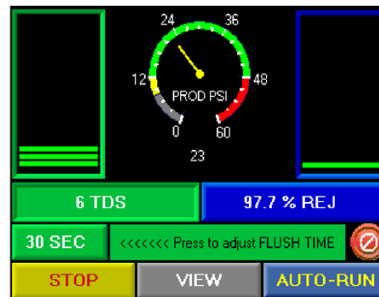 24 36
12 48
PROD PSI
0 60
23
6 TDS 97.7 % REJ
30 SEC <<<<<<< Press to adjust FLUSH TIME
STOP VIEW AUTO-RUN